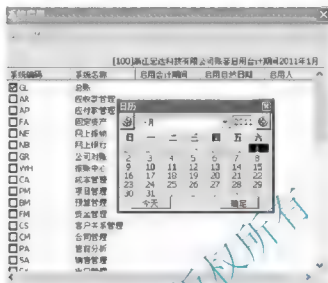 系统启用
[100]浙江宏达科技有限公司账套启用会计期间2011年1月
系统编码 系统名称 启用会计期间 启用自然日期 启用人
GL 总账
AR 应收款管理
AP 应付款管理
FA 固定资产
NE 网上报销
NB 网上银行
GR 公司对账
WH 报账中心
CA 成本管理
PM 项目管理
BM 预算管理
FM 资金管理
CS 客户关系管理
CM 合同管理
PA 售前分析
SA 销售管理
日历
月 2011
日 一 二 三 四 五 六
1
2 3 4 5 6 7 8
9 10 11 12 13 14 15
16 17 18 19 20 21 22
23 24 25 26 27 28 29
30 31
今天 确定
版权所有